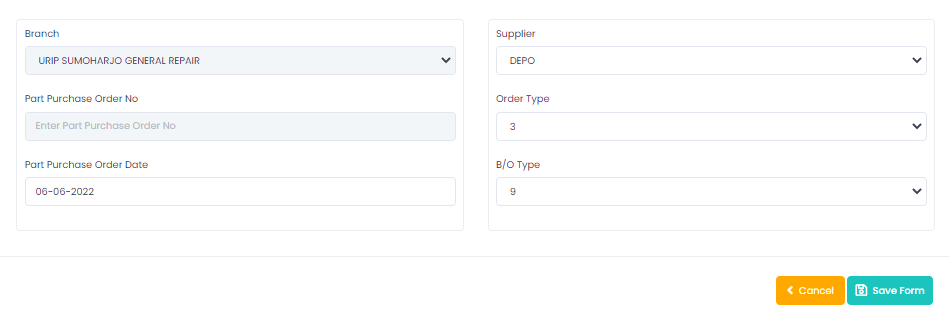 Branch
URIP SUMOHARJO GENERAL REPAIR
Part Purchase Order No
Enter Part Purchase Order No
Part Purchase Order Date
06-06-2022
Supplier
DEPO
Order Type
3
B/O Type
9
Cancel
Save Form